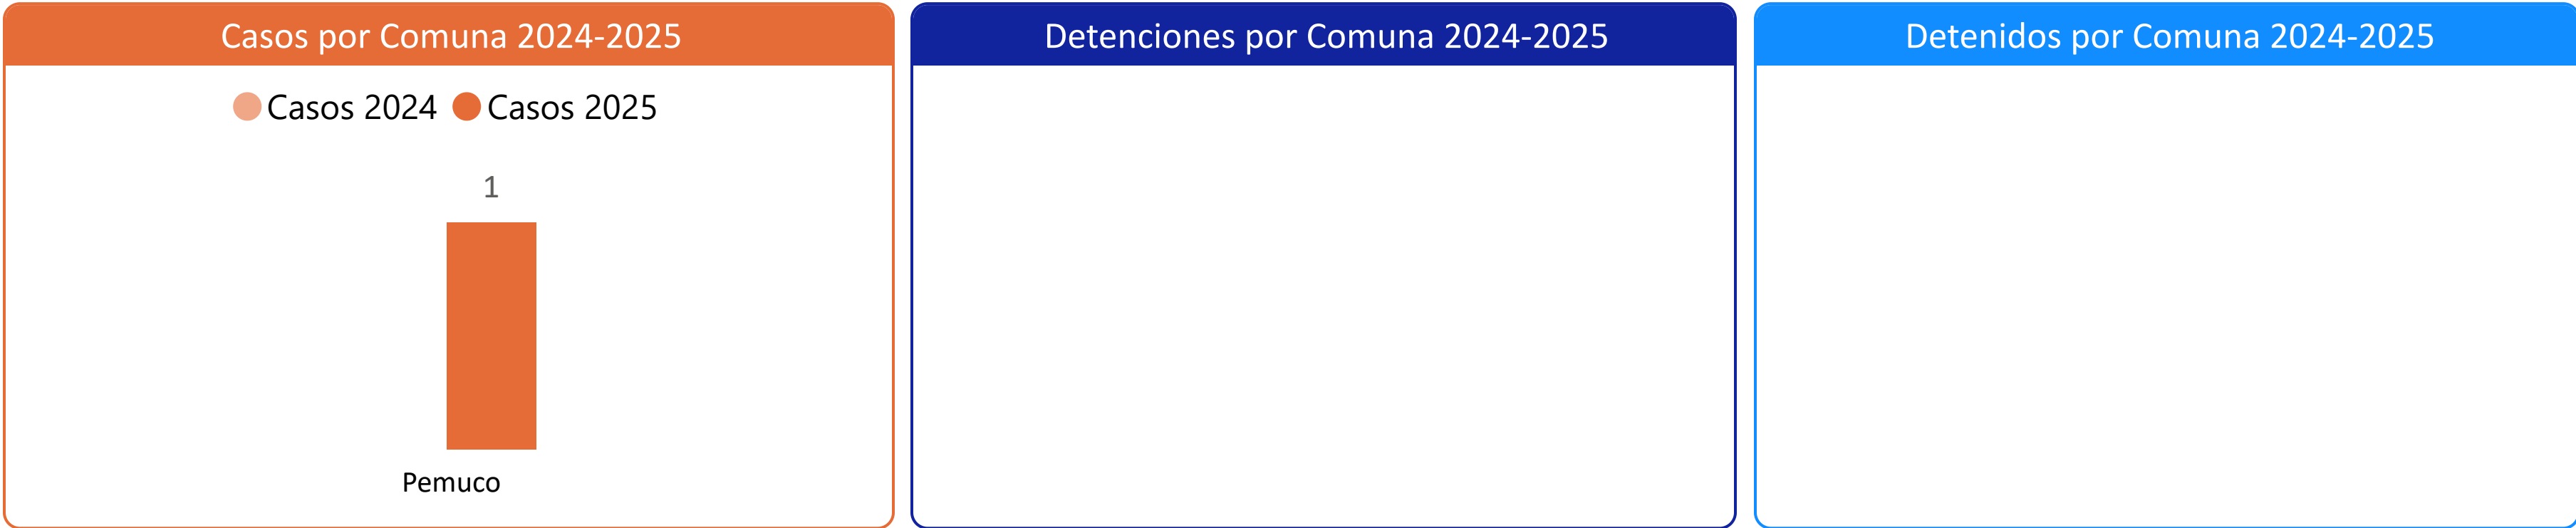 Casos por Comuna 2024-2025
Casos 2024 Casos 2025
1
Pemuco
Detenciones por Comuna 2024-2025
Detenidos por Comuna 2024-2025